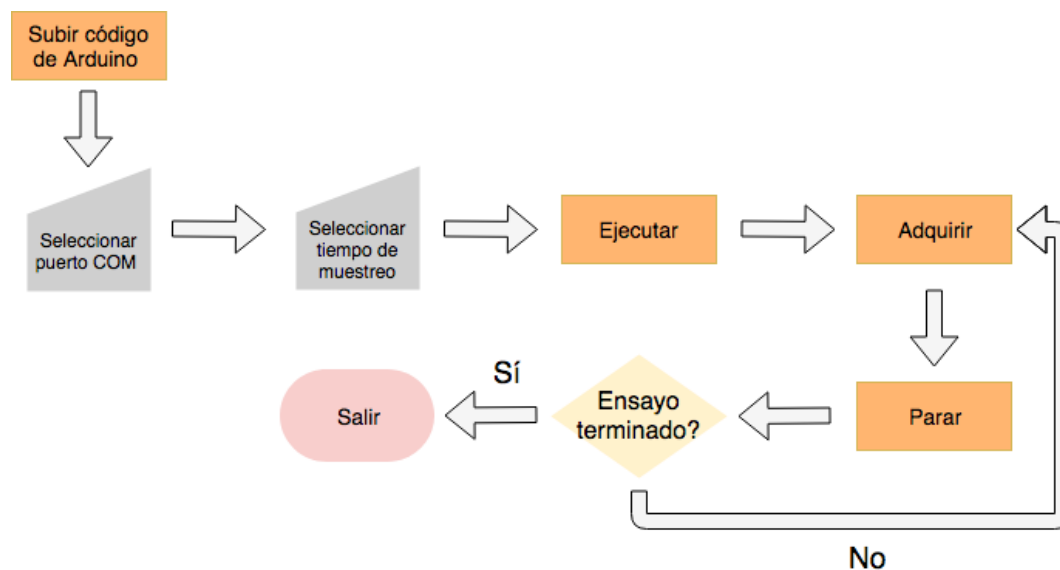 Subir código
de Arduino
Seleccionar
puerto COM
Seleccionar
tiempo de
muestreo
Ejecutar
Adquirir
Parar
Ensayo
terminado?
Sí
Salir
No